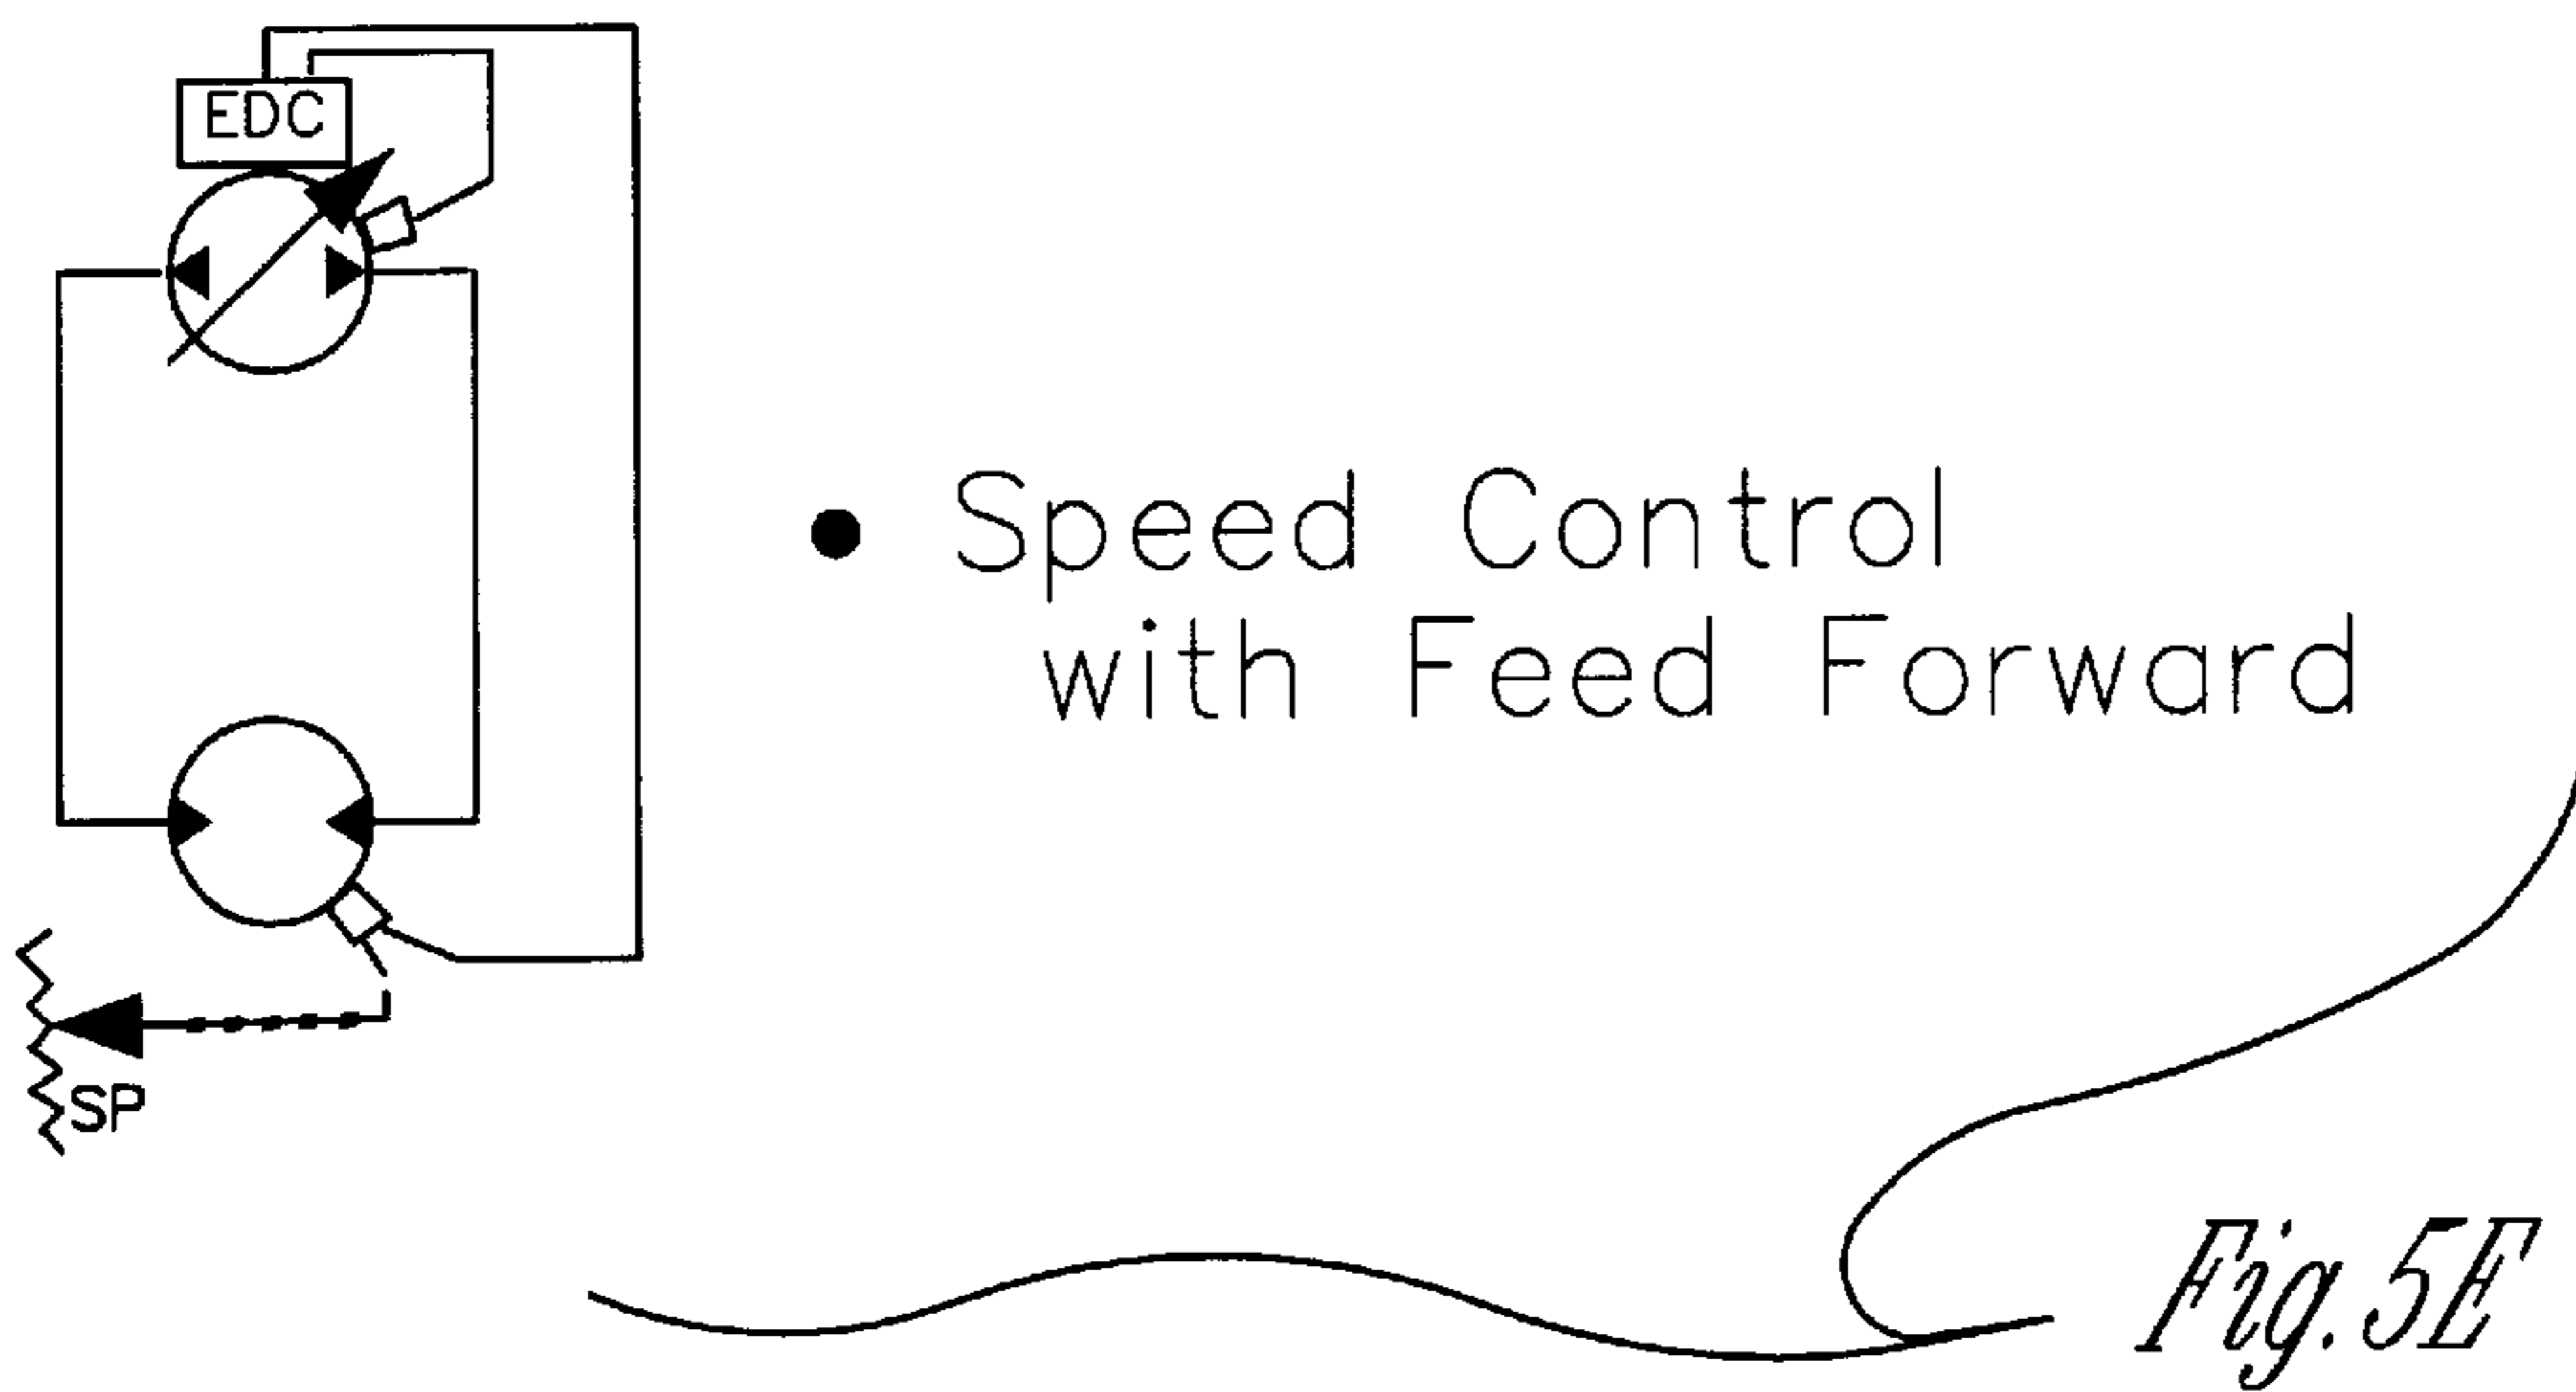 EDC
• Speed Control
with Feed Forward
SP
Fig. 5E